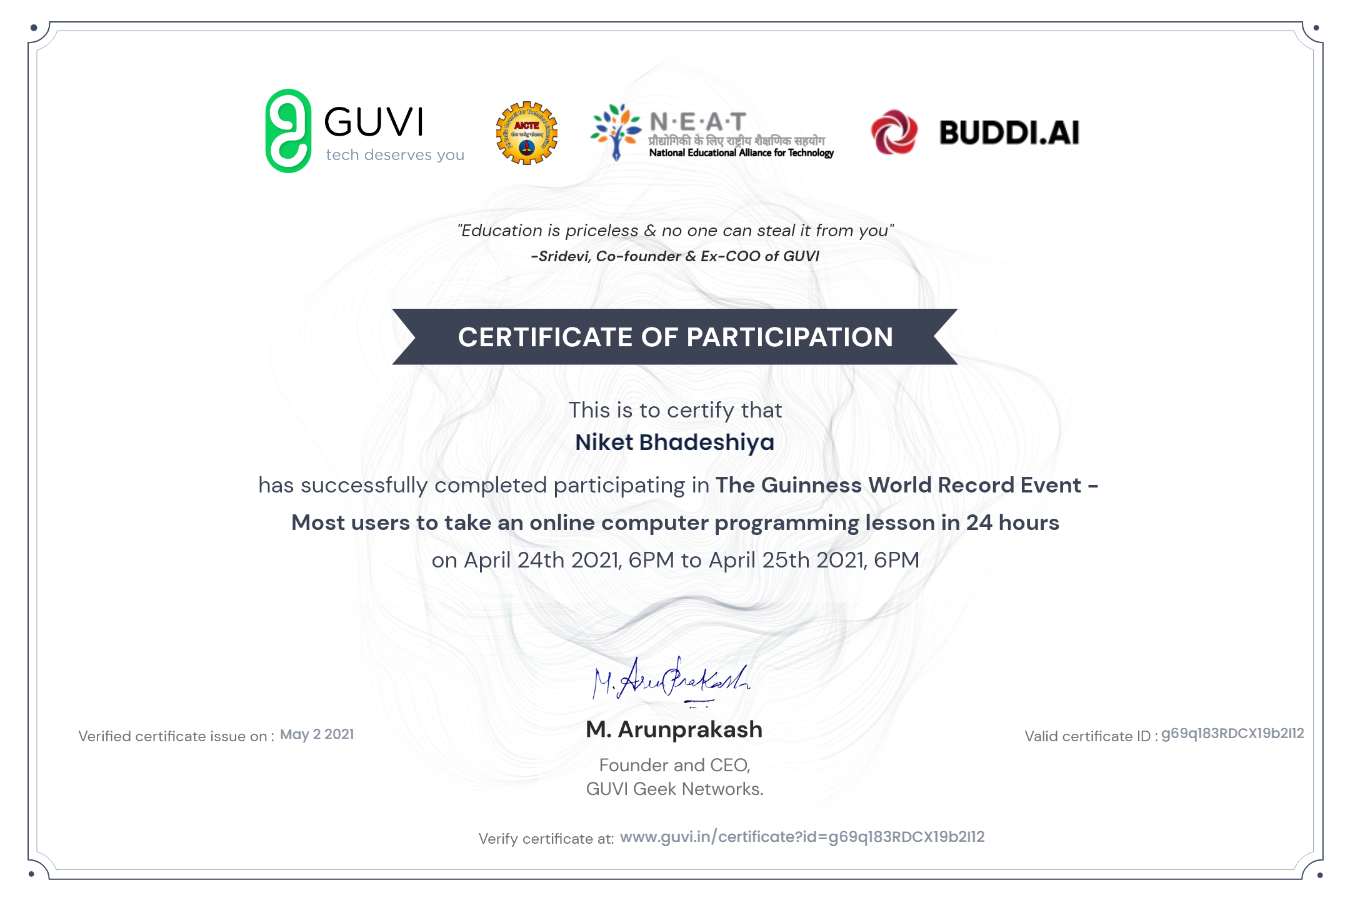 GUVI
tech deserves you
AICTE
N·E·A·T
प्रौद्योगिकी के लिए राष्ट्रीय शैक्षणिक सहयोग
National Educational Alliance for Technology
BUDDI.AI
"Education is priceless & no one can steal it from you"
-Sridevi, Co-founder & Ex-COO of GUVI
CERTIFICATE OF PARTICIPATION
This is to certify that
Niket Bhadeshiya
has successfully completed participating in The Guinness World Record Event -
Most users to take an online computer programming lesson in 24 hours
on April 24th 2021, 6PM to April 25th 2021, 6PM
M. Arunprakash
M. Arunprakash
Founder and CEO,
GUVI Geek Networks.
Verified certificate issue on : May 2 2021
Valid certificate ID : g69q183RDCX19b2I12
Verify certificate at: www.guvi.in/certificate?id=g69q183RDCX19b2I12